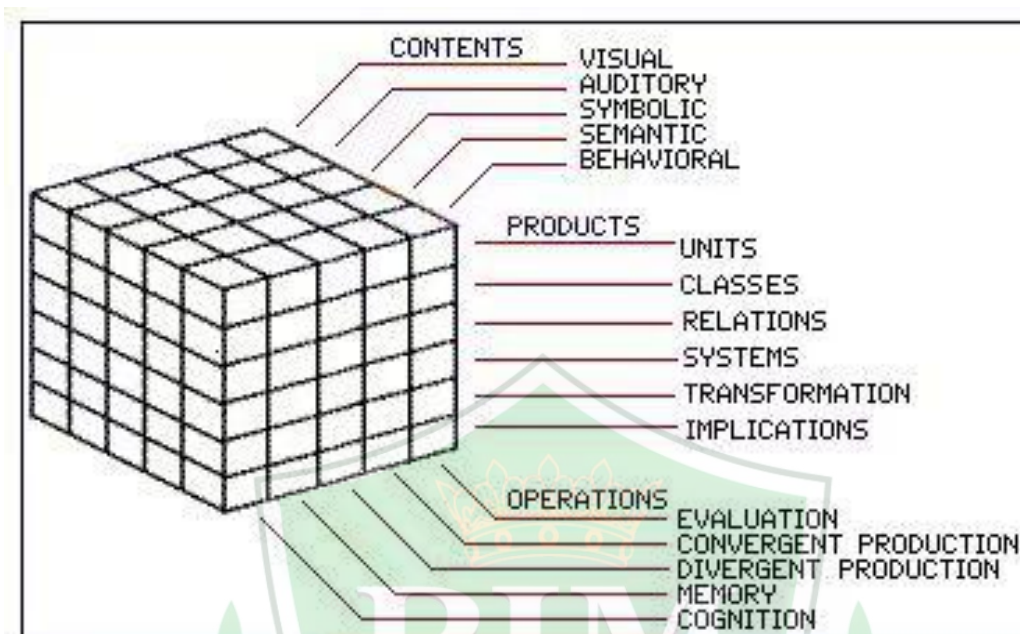 CONTENTS
VISUAL
AUDITORY
SYMBOLIC
SEMANTIC
BEHAVIORAL
PRODUCTS
UNITS
CLASSES
RELATIONS
SYSTEMS
TRANSFORMATION
IMPLICATIONS
OPERATIONS
EVALUATION
CONVERGENT PRODUCTION
DIVERGENT PRODUCTION
MEMORY
COGNITION